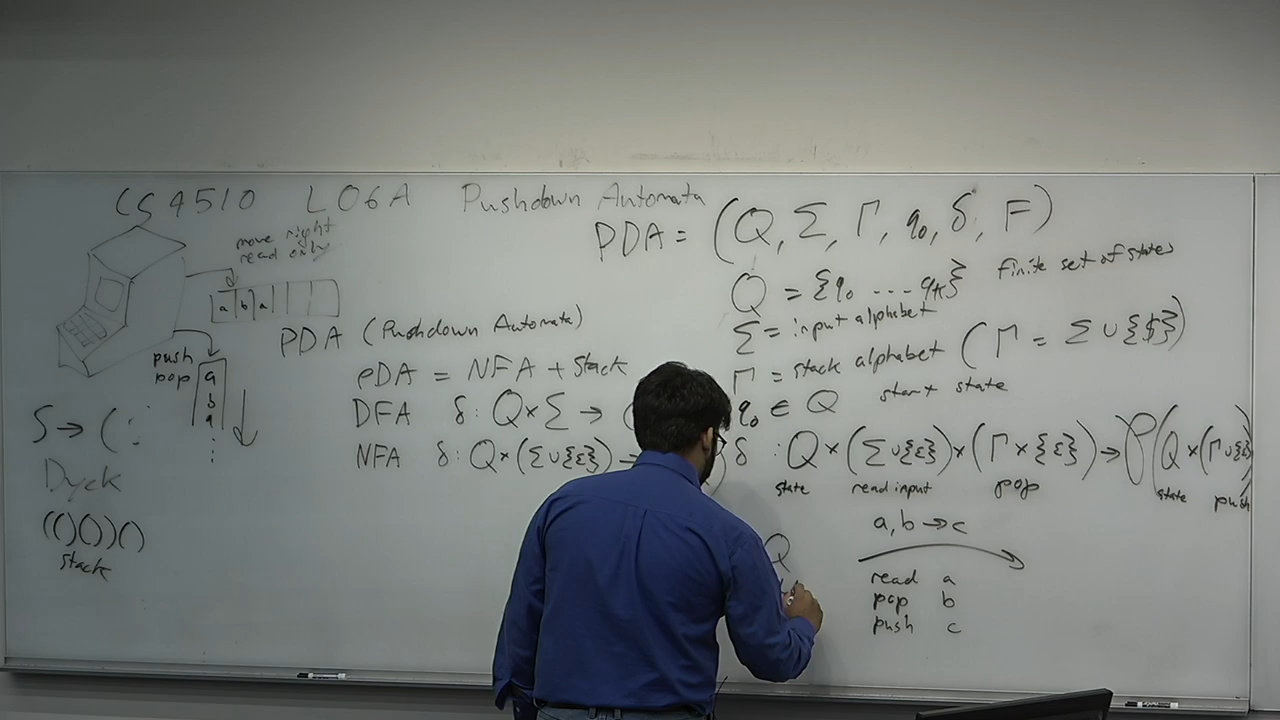 CS4510 L06A Pushdown Automata
move right
read only
a b a
push
pop
a
b
a
⋮
S → ( :
Dyck
(()())()
stack
PDA (Pushdown Automata)
PDA = NFA + Stack
DFA δ: Q × Σ →
NFA δ: Q × (Σ ∪ {ε}) →
PDA = (Q, Σ, Γ, q₀, δ, F)
Q = {q₀ ... qₖ} finite set of states
Σ = input alphabet
Γ = stack alphabet (Γ = Σ ∪ {$})
q₀ ∈ Q start state
δ : Q × (Σ ∪ {ε}) × (Γ × {ε}) → P(Q × (Γ ∪ {ε}
state read input pop state push
Q
a, b → c
read a
pop b
push c